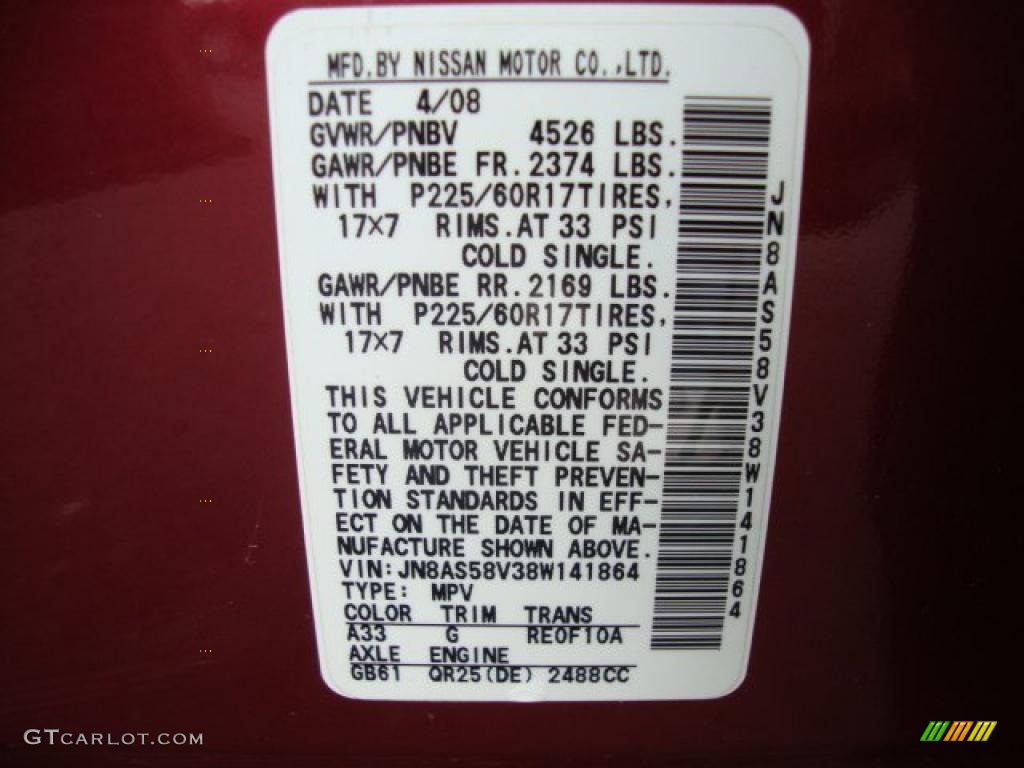 MFD.BY NISSAN MOTOR CO.,LTD.
DATE 4/08
GVWR/PNBV 4526 LBS.
GAWR/PNBE FR.2374 LBS.
WITH P225/60R17TIRES,
17×7 RIMS.AT 33 PSI
COLD SINGLE.
GAWR/PNBE RR.2169 LBS.
WITH P225/60R17TIRES,
17×7 RIMS.AT 33 PSI
COLD SINGLE.
THIS VEHICLE CONFORMS
TO ALL APPLICABLE FED-
ERAL MOTOR VEHICLE SA-
FETY AND THEFT PREVEN-
TION STANDARDS IN EFF-
ECT ON THE DATE OF MA-
NUFACTURE SHOWN ABOVE.
VIN:JN8AS58V38W141864
TYPE: MPV
COLOR TRIM TRANS
A33 G RE0F10A
AXLE ENGINE
GB61 QR25(DE) 2488CC
JN8AS58V38W141864
GTCARLOT.COM